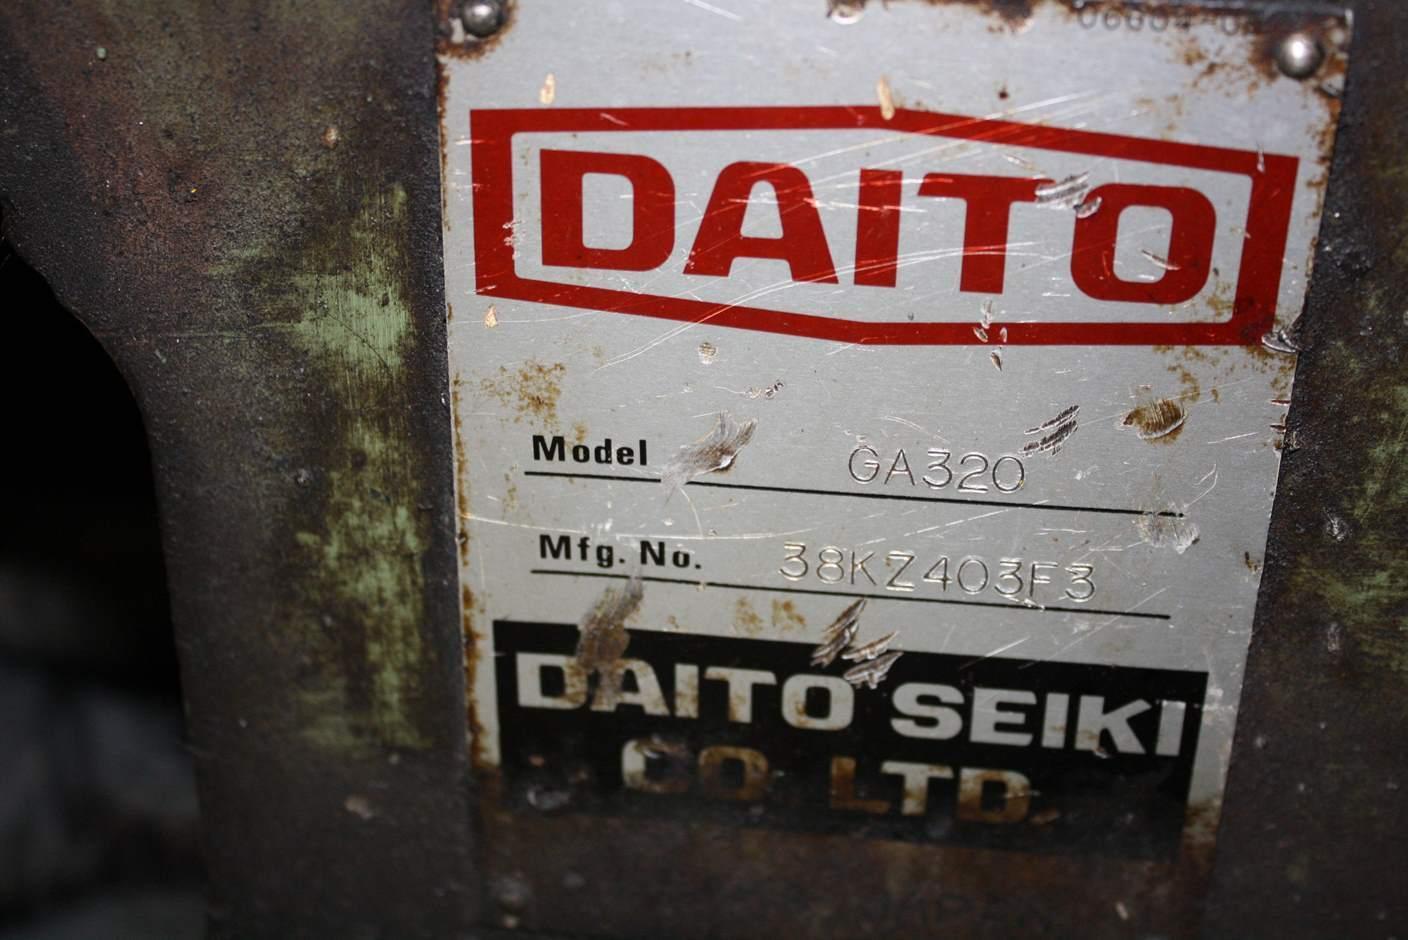 DAITO
Model GA320
Mfg. No. 38KZ403F3
DAITO SEIKI
CO LTD.